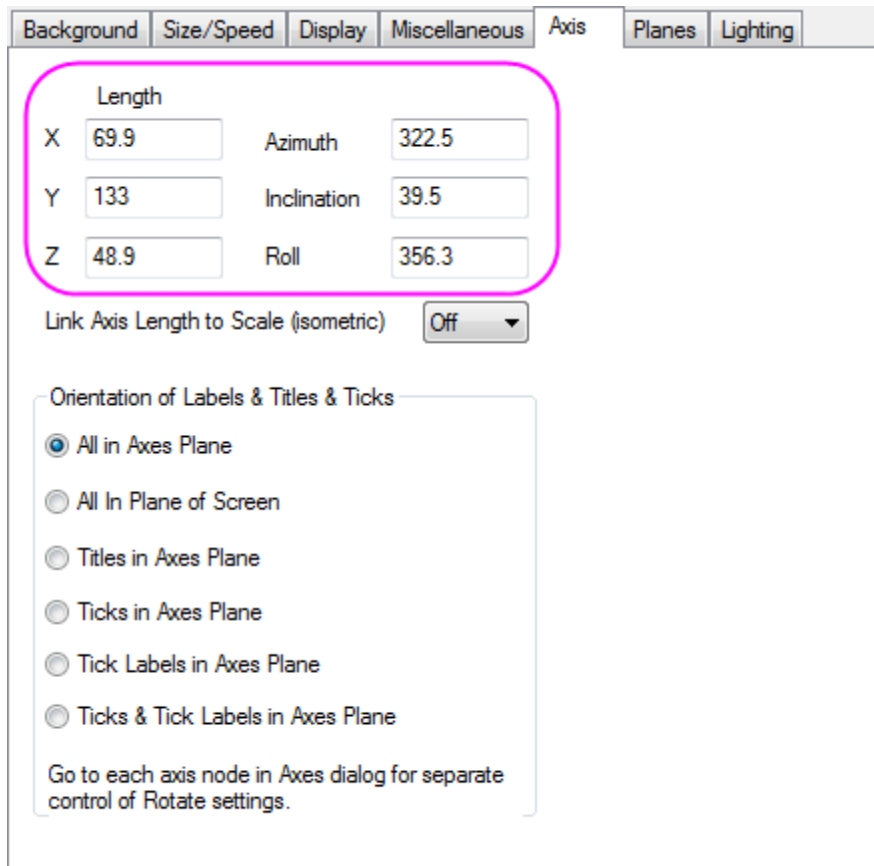 Background Size/Speed Display Miscellaneous Axis Planes Lighting
Length
X 69.9 Azimuth 322.5
Y 133 Inclination 39.5
Z 48.9 Roll 356.3
Link Axis Length to Scale (isometric) Off
Orientation of Labels & Titles & Ticks
All in Axes Plane
All In Plane of Screen
Titles in Axes Plane
Ticks in Axes Plane
Tick Labels in Axes Plane
Ticks & Tick Labels in Axes Plane
Go to each axis node in Axes dialog for separate
control of Rotate settings.